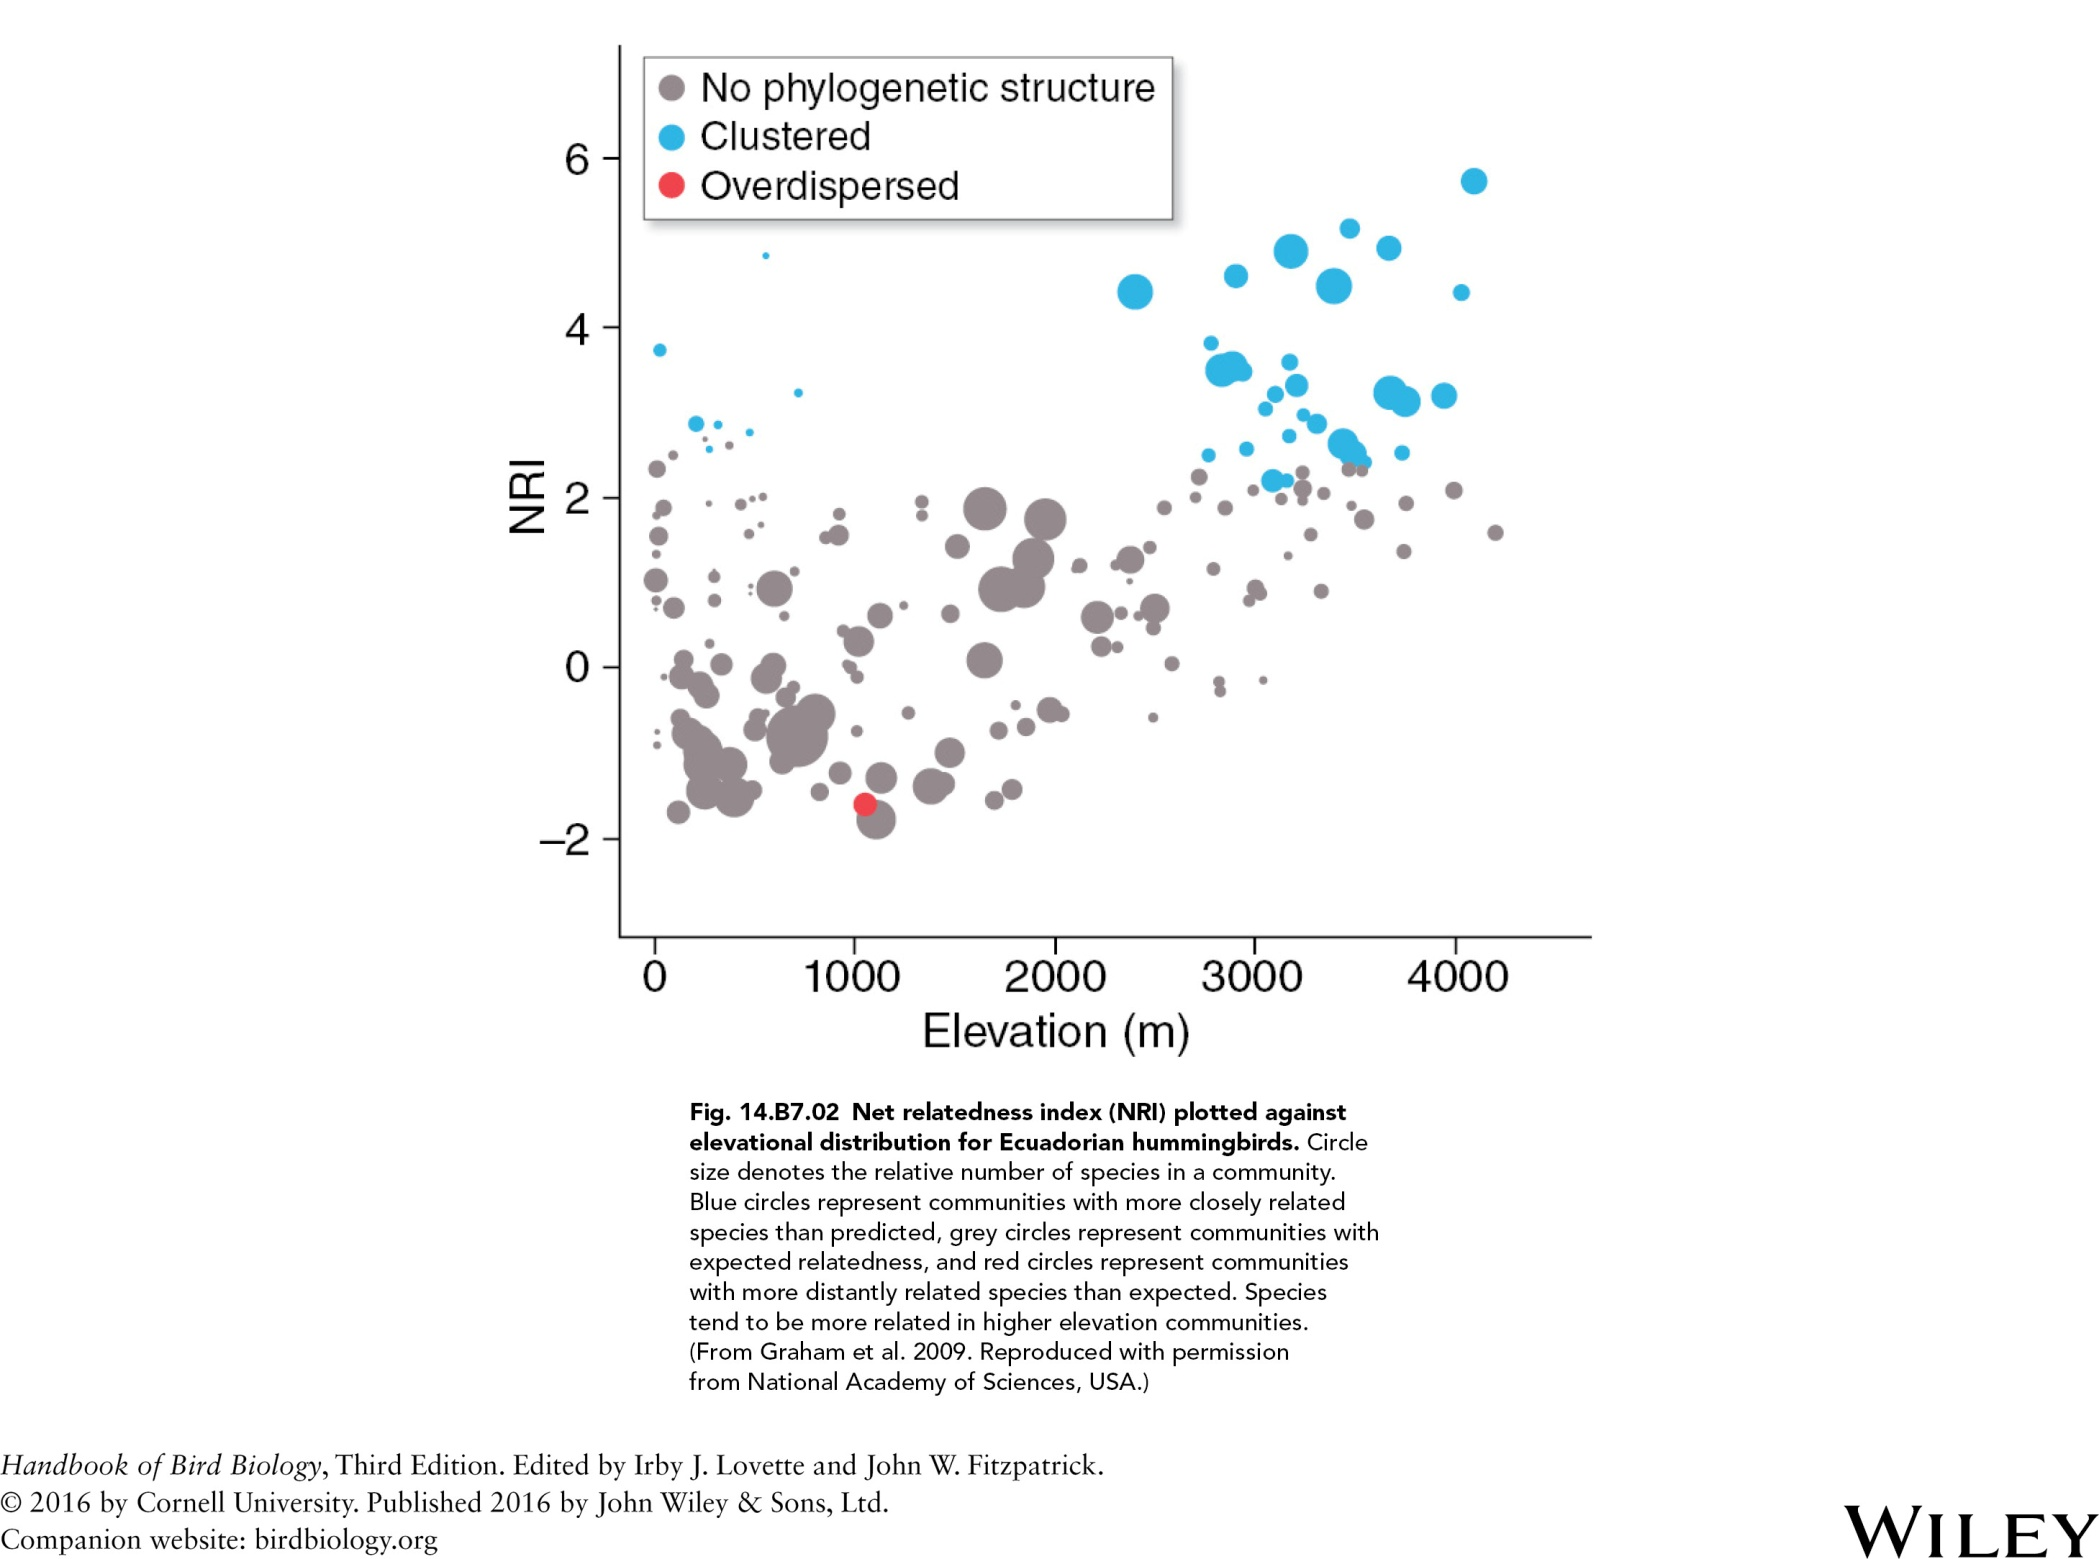 No phylogenetic structure
Clustered
Overdispersed
6
4
2
0
–2
NRI
0 1000 2000 3000 4000
Elevation (m)
Fig. 14.B7.02 Net relatedness index (NRI) plotted against
elevational distribution for Ecuadorian hummingbirds. Circle
size denotes the relative number of species in a community.
Blue circles represent communities with more closely related
species than predicted, grey circles represent communities with
expected relatedness, and red circles represent communities
with more distantly related species than expected. Species
tend to be more related in higher elevation communities.
(From Graham et al. 2009. Reproduced with permission
from National Academy of Sciences, USA.)
Handbook of Bird Biology, Third Edition. Edited by Irby J. Lovette and John W. Fitzpatrick.
© 2016 by Cornell University. Published 2016 by John Wiley & Sons, Ltd.
Companion website: birdbiology.org
WILEY